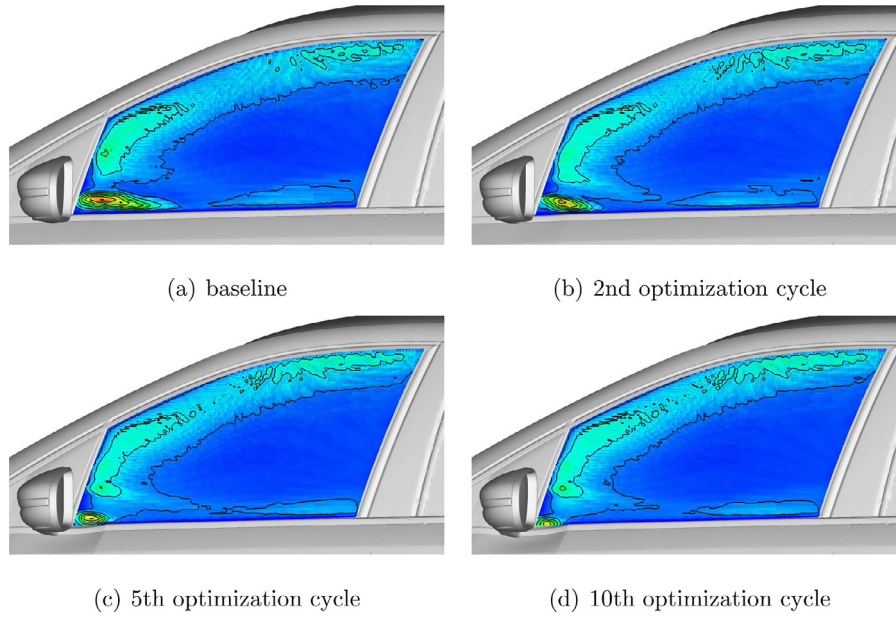 (a) baseline
(b) 2nd optimization cycle
(c) 5th optimization cycle
(d) 10th optimization cycle